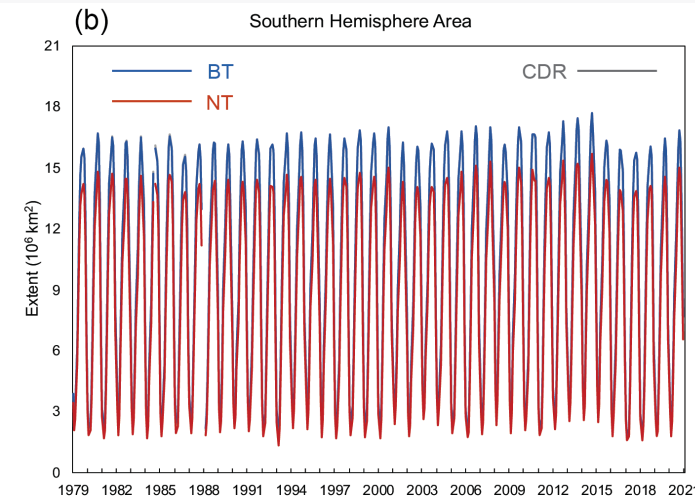 (b) Southern Hemisphere Area
Extent (10⁶ km²)
21
18
15
12
9
6
3
0
BT
NT
CDR
1979 1982 1985 1988 1991 1994 1997 2000 2003 2006 2009 2012 2015 2018 2021